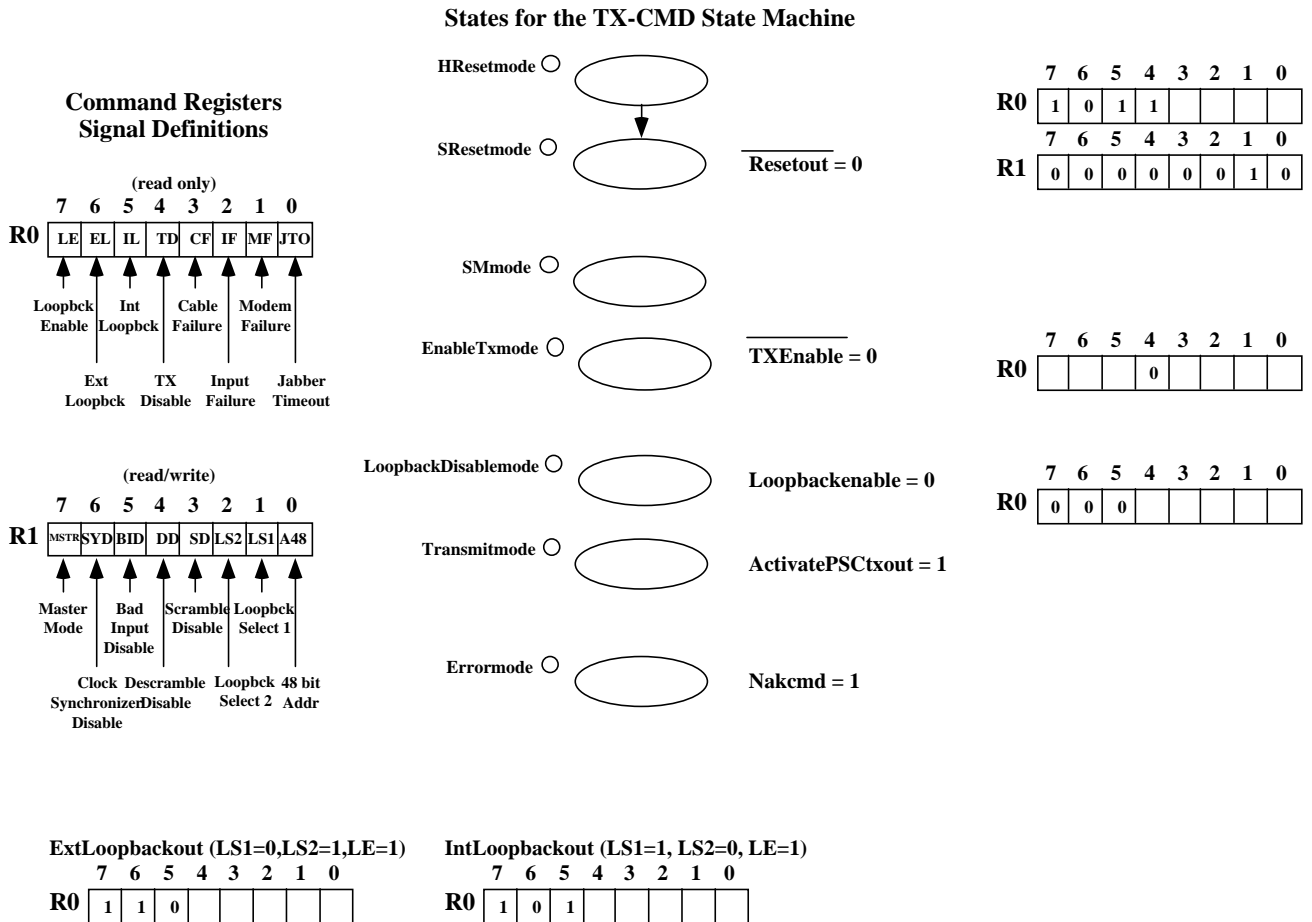 States for the TX-CMD State Machine
HResetmode
SResetmode
Resetout = 0
SMmode
EnableTxmode
TXEnable = 0
LoopbackDisablemode
Loopbackenable = 0
Transmitmode
ActivatePSCtxout = 1
Errormode
Nakcmd = 1
Command Registers
Signal Definitions
(read only)
7 6 5 4 3 2 1 0
R0 LE EL IL TD CF IF MF JTO
Loopbck Enable
Int Loopbck
Cable Failure
Modem Failure
Ext Loopbck
TX Disable
Input Failure
Jabber Timeout
(read/write)
7 6 5 4 3 2 1 0
R1 MSTR SYD BID DD SD LS2 LS1 A48
Master Mode
Bad Input Disable
Scramble Disable
Loopbck Select 1
Clock Synchronizer Disable
Descramble Disable
Loopbck Select 2
48 bit Addr
7 6 5 4 3 2 1 0
R0 1 0 1 1
7 6 5 4 3 2 1 0
R1 0 0 0 0 0 0 1 0
7 6 5 4 3 2 1 0
R0 0
7 6 5 4 3 2 1 0
R0 0 0 0
ExtLoopbackout (LS1=0,LS2=1,LE=1)
7 6 5 4 3 2 1 0
R0 1 1 0
IntLoopbackout (LS1=1, LS2=0, LE=1)
7 6 5 4 3 2 1 0
R0 1 0 1